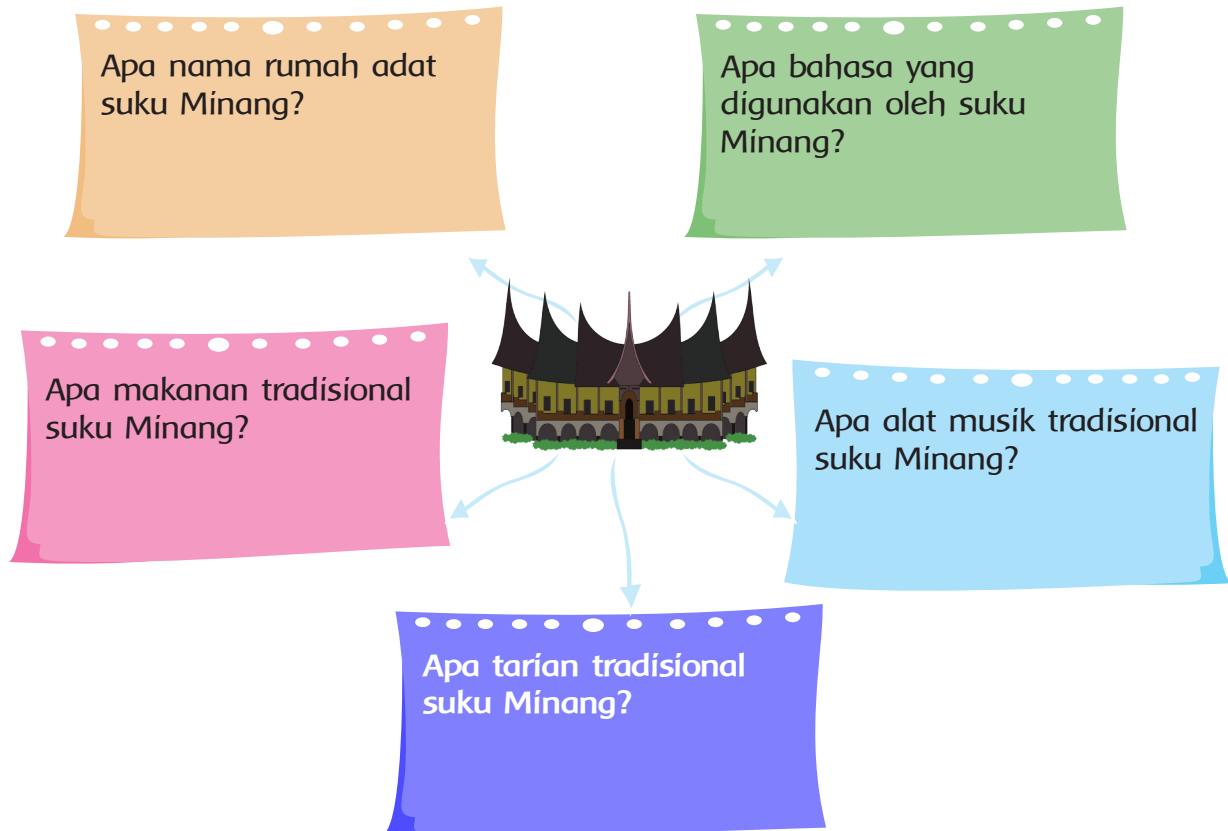 Apa nama rumah adat
suku Minang?
Apa bahasa yang
digunakan oleh suku
Minang?
Apa makanan tradisional
suku Minang?
Apa alat musik tradisional
suku Minang?
Apa tarian tradisional
suku Minang?